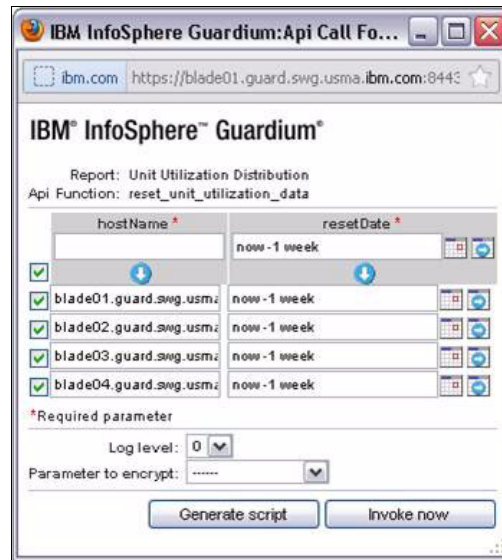 IBM InfoSphere Guardium:Api Call Fo...
ibm.com https://blade01.guard.swg.usma.ibm.com:8443
IBM® InfoSphere™ Guardium®
Report: Unit Utilization Distribution
Api Function: reset_unit_utilization_data
hostName * resetDate *
now -1 week
blade01.guard.swg.usma now -1 week
blade02.guard.swg.usma now -1 week
blade03.guard.swg.usma now -1 week
blade04.guard.swg.usma now -1 week
*Required parameter
Log level: 0
Parameter to encrypt: ------
Generate script Invoke now